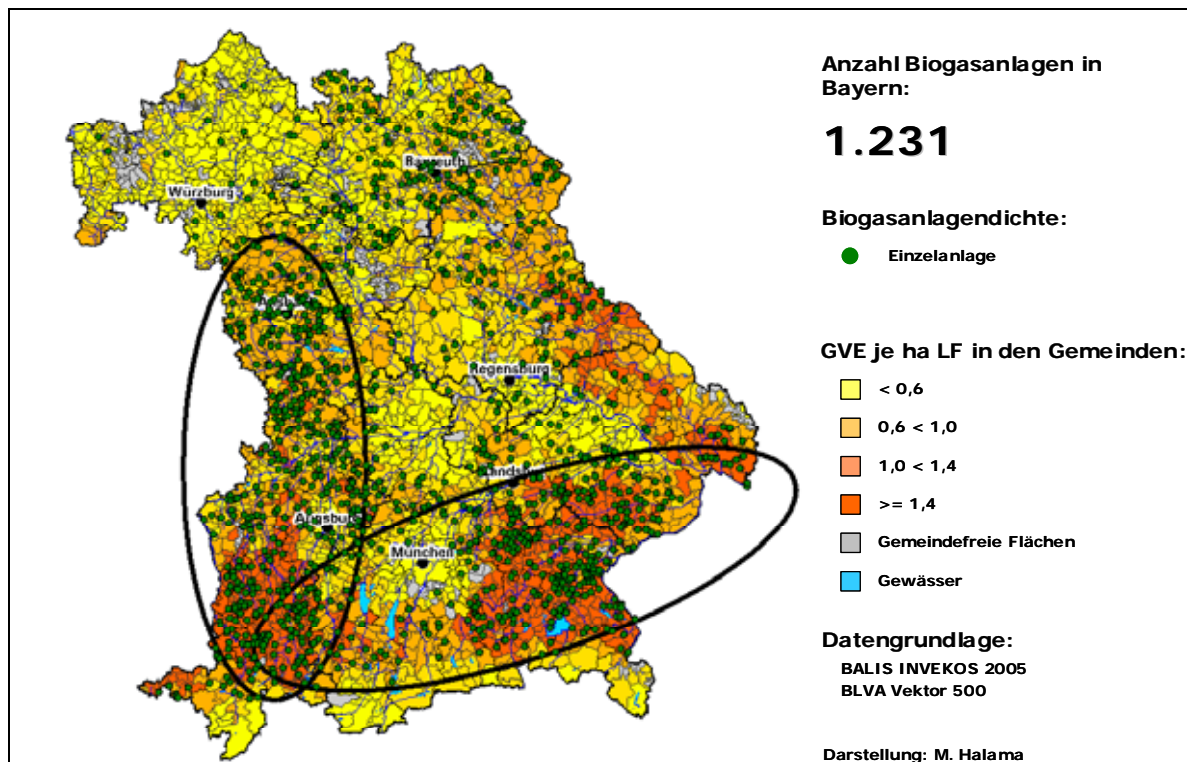 Anzahl Biogasanlagen in
Bayern:
1.231
Biogasanlagendichte:
Einzelanlage
GVE je ha LF in den Gemeinden:
< 0,6
0,6 < 1,0
1,0 < 1,4
>= 1,4
Gemeindefreie Flächen
Gewässer
Datengrundlage:
BALIS INVEKOS 2005
BLVA Vektor 500
Darstellung: M. Halama
Bayreuth
Würzburg
Regensburg
Augsburg
München